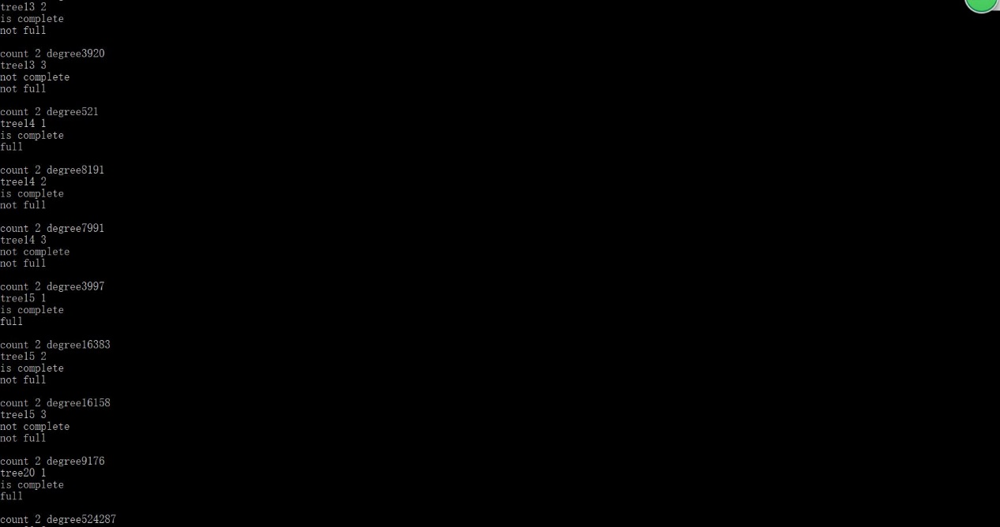 tree13 2
is complete
not full
count 2 degree3920
tree13 3
not complete
not full
count 2 degree521
tree14 1
is complete
full
count 2 degree8191
tree14 2
is complete
not full
count 2 degree7991
tree14 3
not complete
not full
count 2 degree3997
tree15 1
is complete
full
count 2 degree16383
tree15 2
is complete
not full
count 2 degree16158
tree15 3
not complete
not full
count 2 degree9176
tree20 1
is complete
full
count 2 degree524287